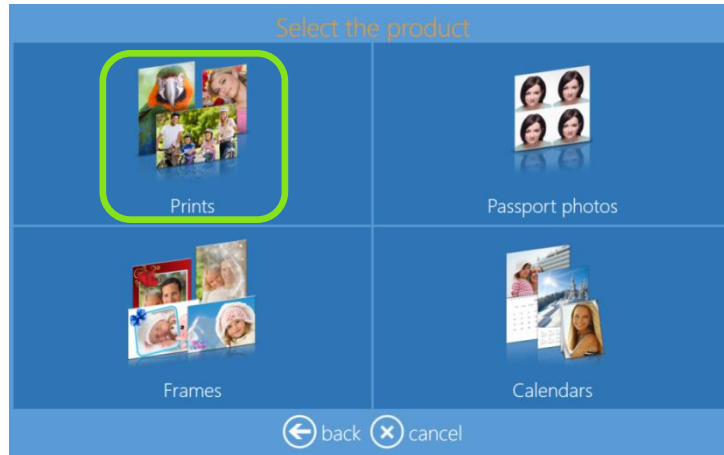 Select the product
Prints
Passport photos
Frames
Calendars
back
cancel